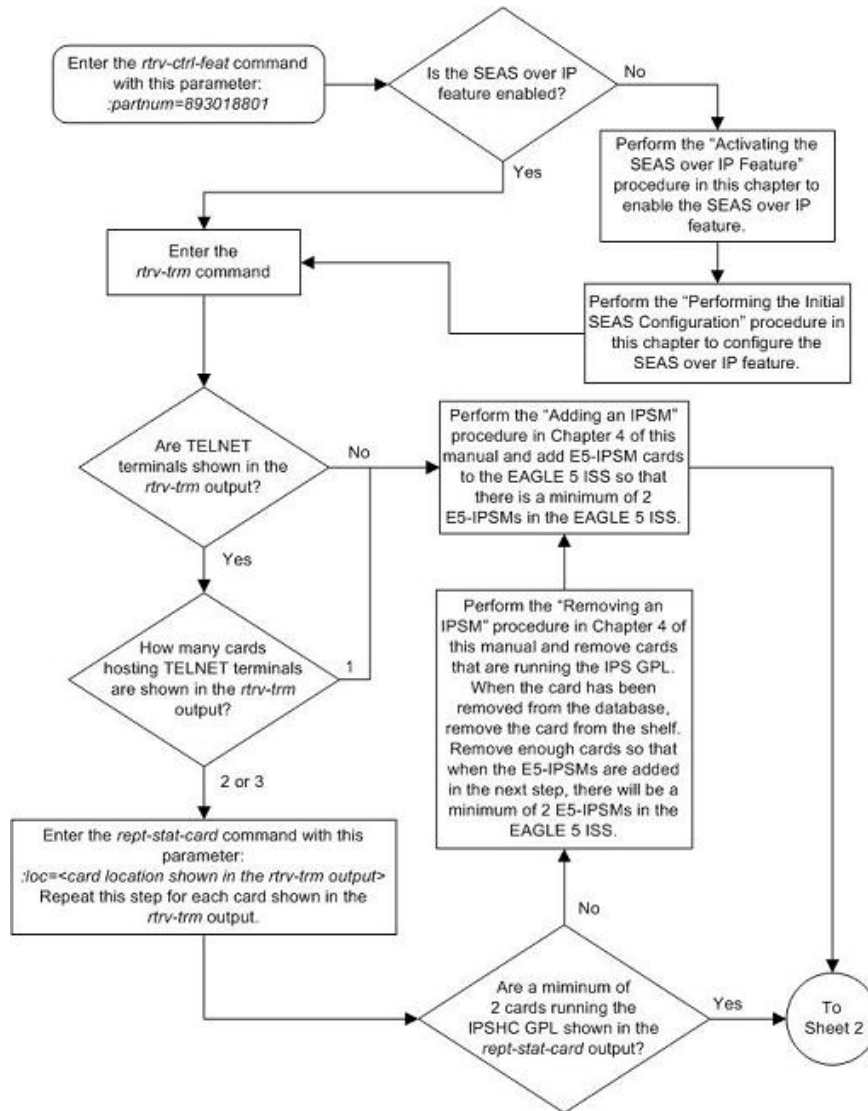 Enter the rtrv-ctrl-feat command
with this parameter:
:partnum=893018801
Is the SEAS over IP
feature enabled?
No
Yes
Perform the “Activating the
SEAS over IP Feature”
procedure in this chapter to
enable the SEAS over IP
feature.
Enter the
rtrv-trm command
Perform the “Performing the Initial
SEAS Configuration” procedure in
this chapter to configure the
SEAS over IP feature.
Are TELNET
terminals shown in the
rtrv-trm output?
No
Yes
Perform the “Adding an IPSM”
procedure in Chapter 4 of this
manual and add E5-IPSM cards
to the EAGLE 5 ISS so that
there is a minimum of 2
E5-IPSMs in the EAGLE 5 ISS.
How many cards
hosting TELNET terminals
are shown in the rtrv-trm
output?
1
2 or 3
Perform the “Removing an
IPSM” procedure in Chapter 4 of
this manual and remove cards
that are running the IPS GPL.
When the card has been
removed from the database,
remove the card from the shelf.
Remove enough cards so that
when the E5-IPSMs are added
in the next step, there will be a
minimum of 2 E5-IPSMs in the
EAGLE 5 ISS.
Enter the rept-stat-card command with this
parameter:
:loc=<card location shown in the rtrv-trm output>
Repeat this step for each card shown in the
rtrv-trm output.
No
Are a miminum of
2 cards running the
IPSHC GPL shown in the
rept-stat-card output?
Yes
To
Sheet 2